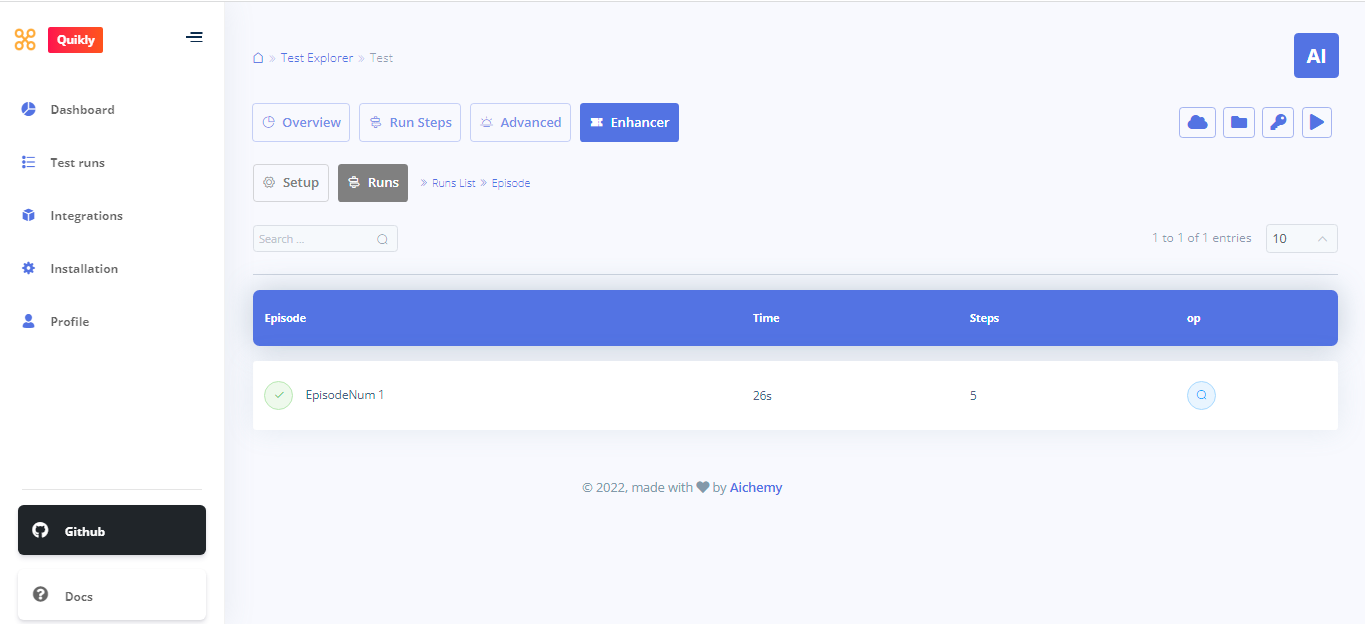 Quikly
Dashboard
Test runs
Integrations
Installation
Profile
Github
Docs
» Test Explorer » Test
AI
Overview Run Steps Advanced Enhancer
Setup Runs » Runs List » Episode
Search ...
1 to 1 of 1 entries 10
Episode Time Steps op
EpisodeNum 1 26s 5
© 2022, made with ♥ by Aichemy